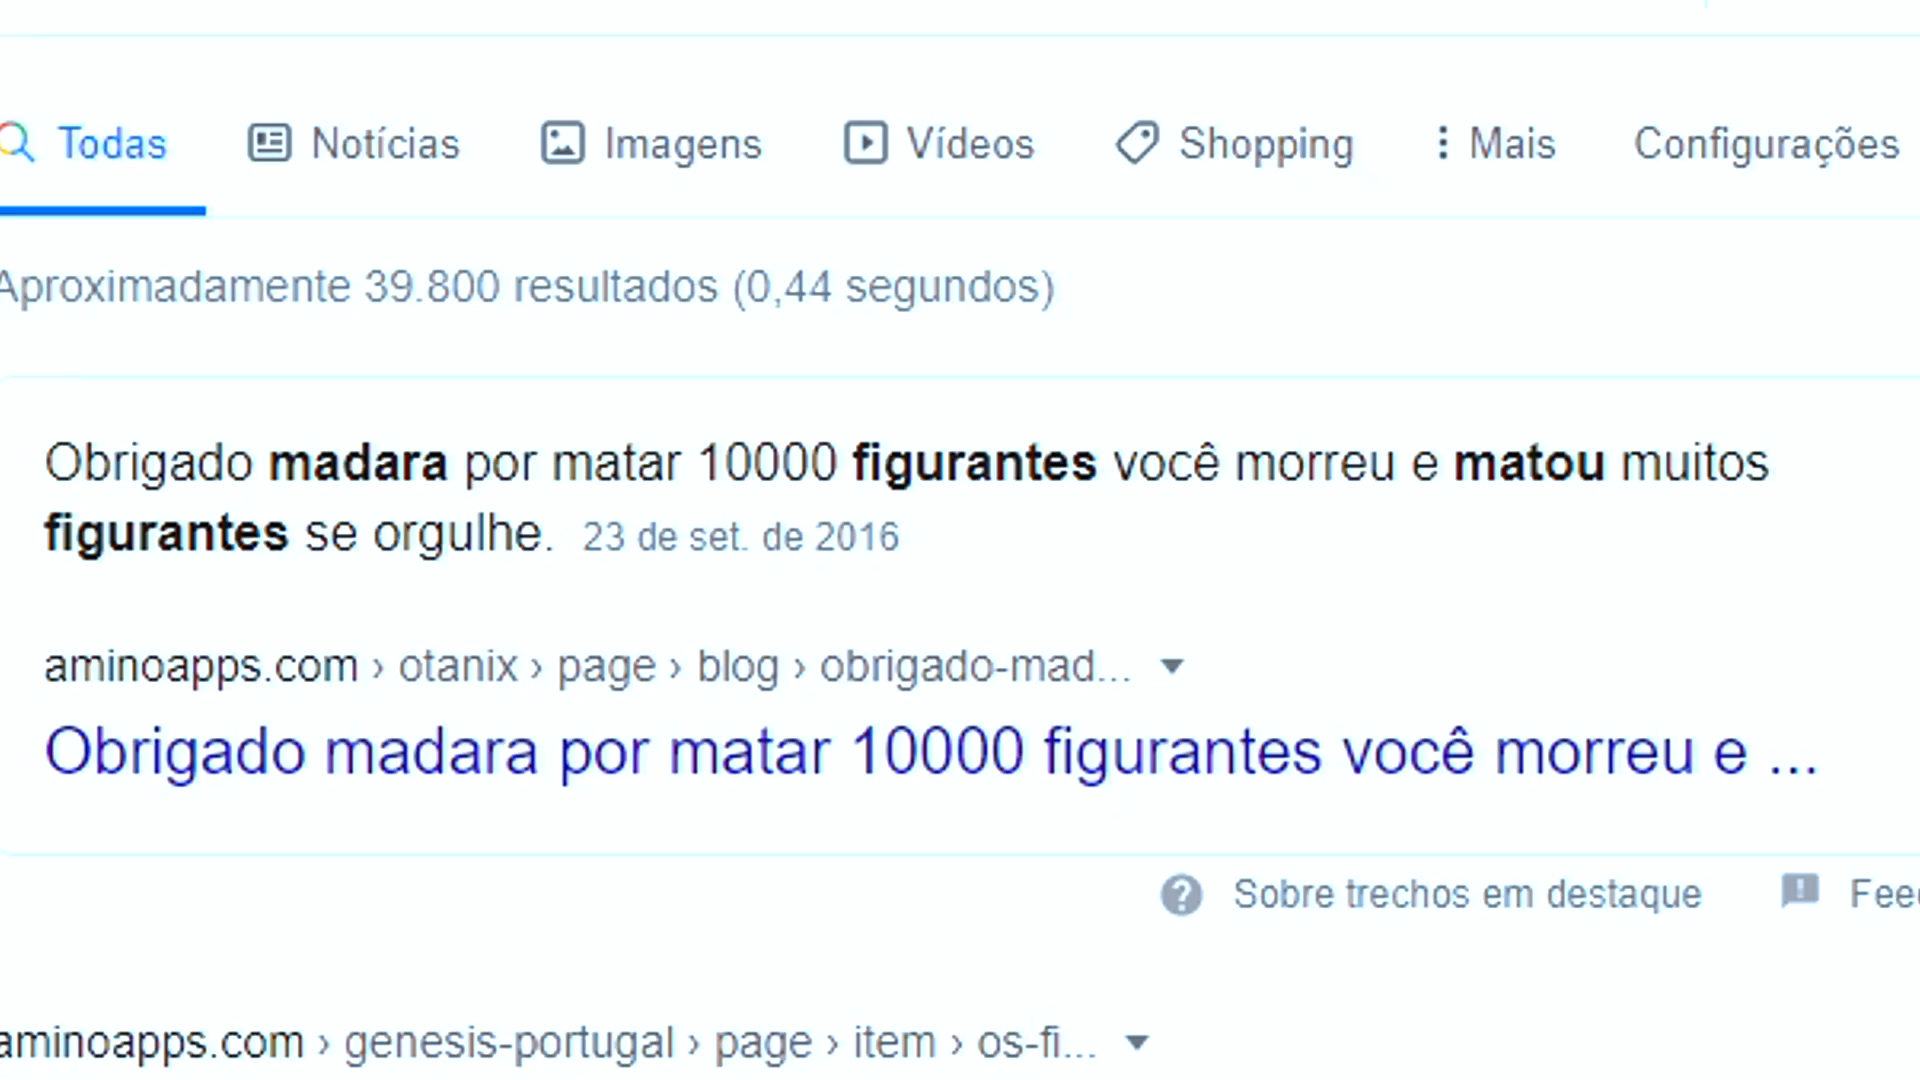 Todas Notícias Imagens Vídeos Shopping Mais Configurações
Aproximadamente 39.800 resultados (0,44 segundos)
Obrigado madara por matar 10000 figurantes você morreu e matou muitos
figurantes se orgulhe. 23 de set. de 2016
aminoapps.com › otanix › page › blog › obrigado-mad...
Obrigado madara por matar 10000 figurantes você morreu e ...
Sobre trechos em destaque
aminoapps.com › genesis-portugal › page › item › os-fi...